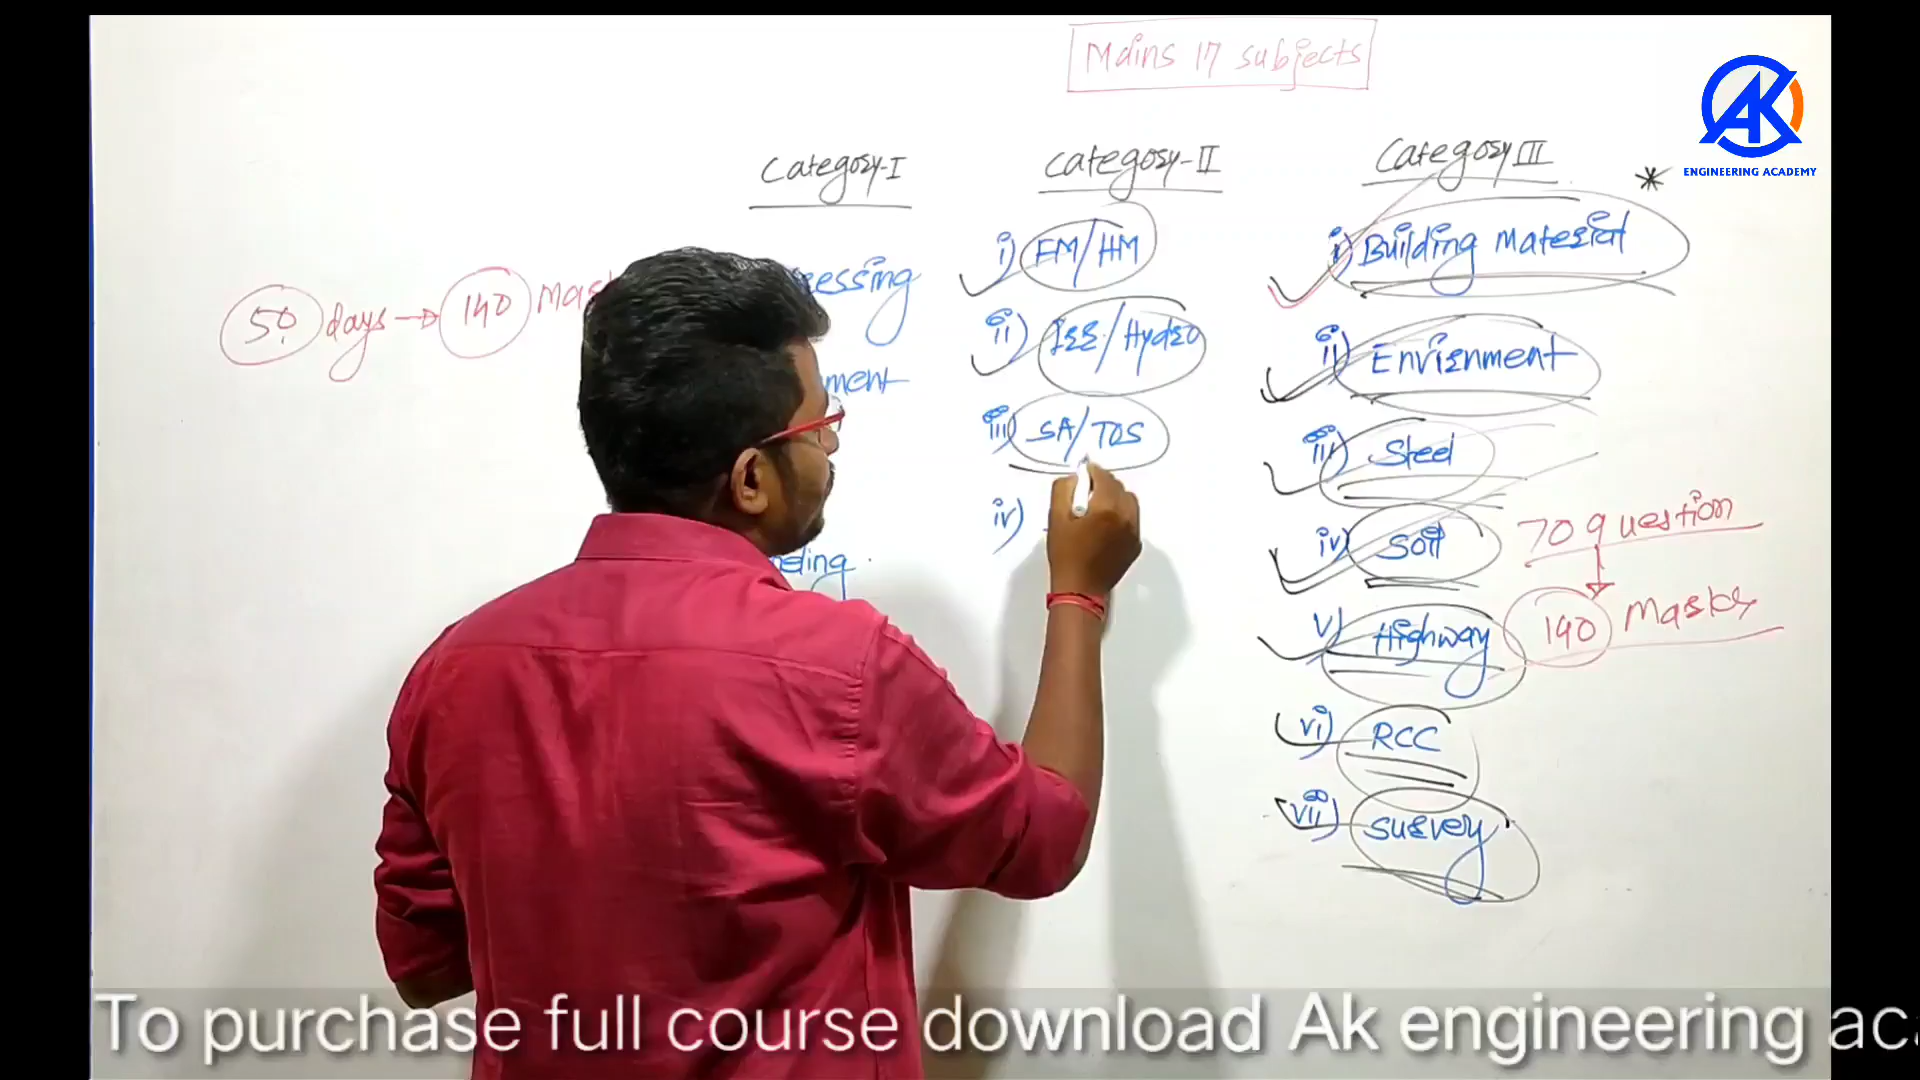 Mains 17 subjects
AK
ENGINEERING ACADEMY
Category-I
Category-II
Category III
*
i) FM/HM
ii) IEE/Hydro
iii) SA/TOS
iv)
i) Building Material
ii) Envirnment
iii) Steel
iv) Soil
v) Highway
vi) RCC
vii) Survey
50 days → 140
70 question
140 Marks
To purchase full course download Ak engineering